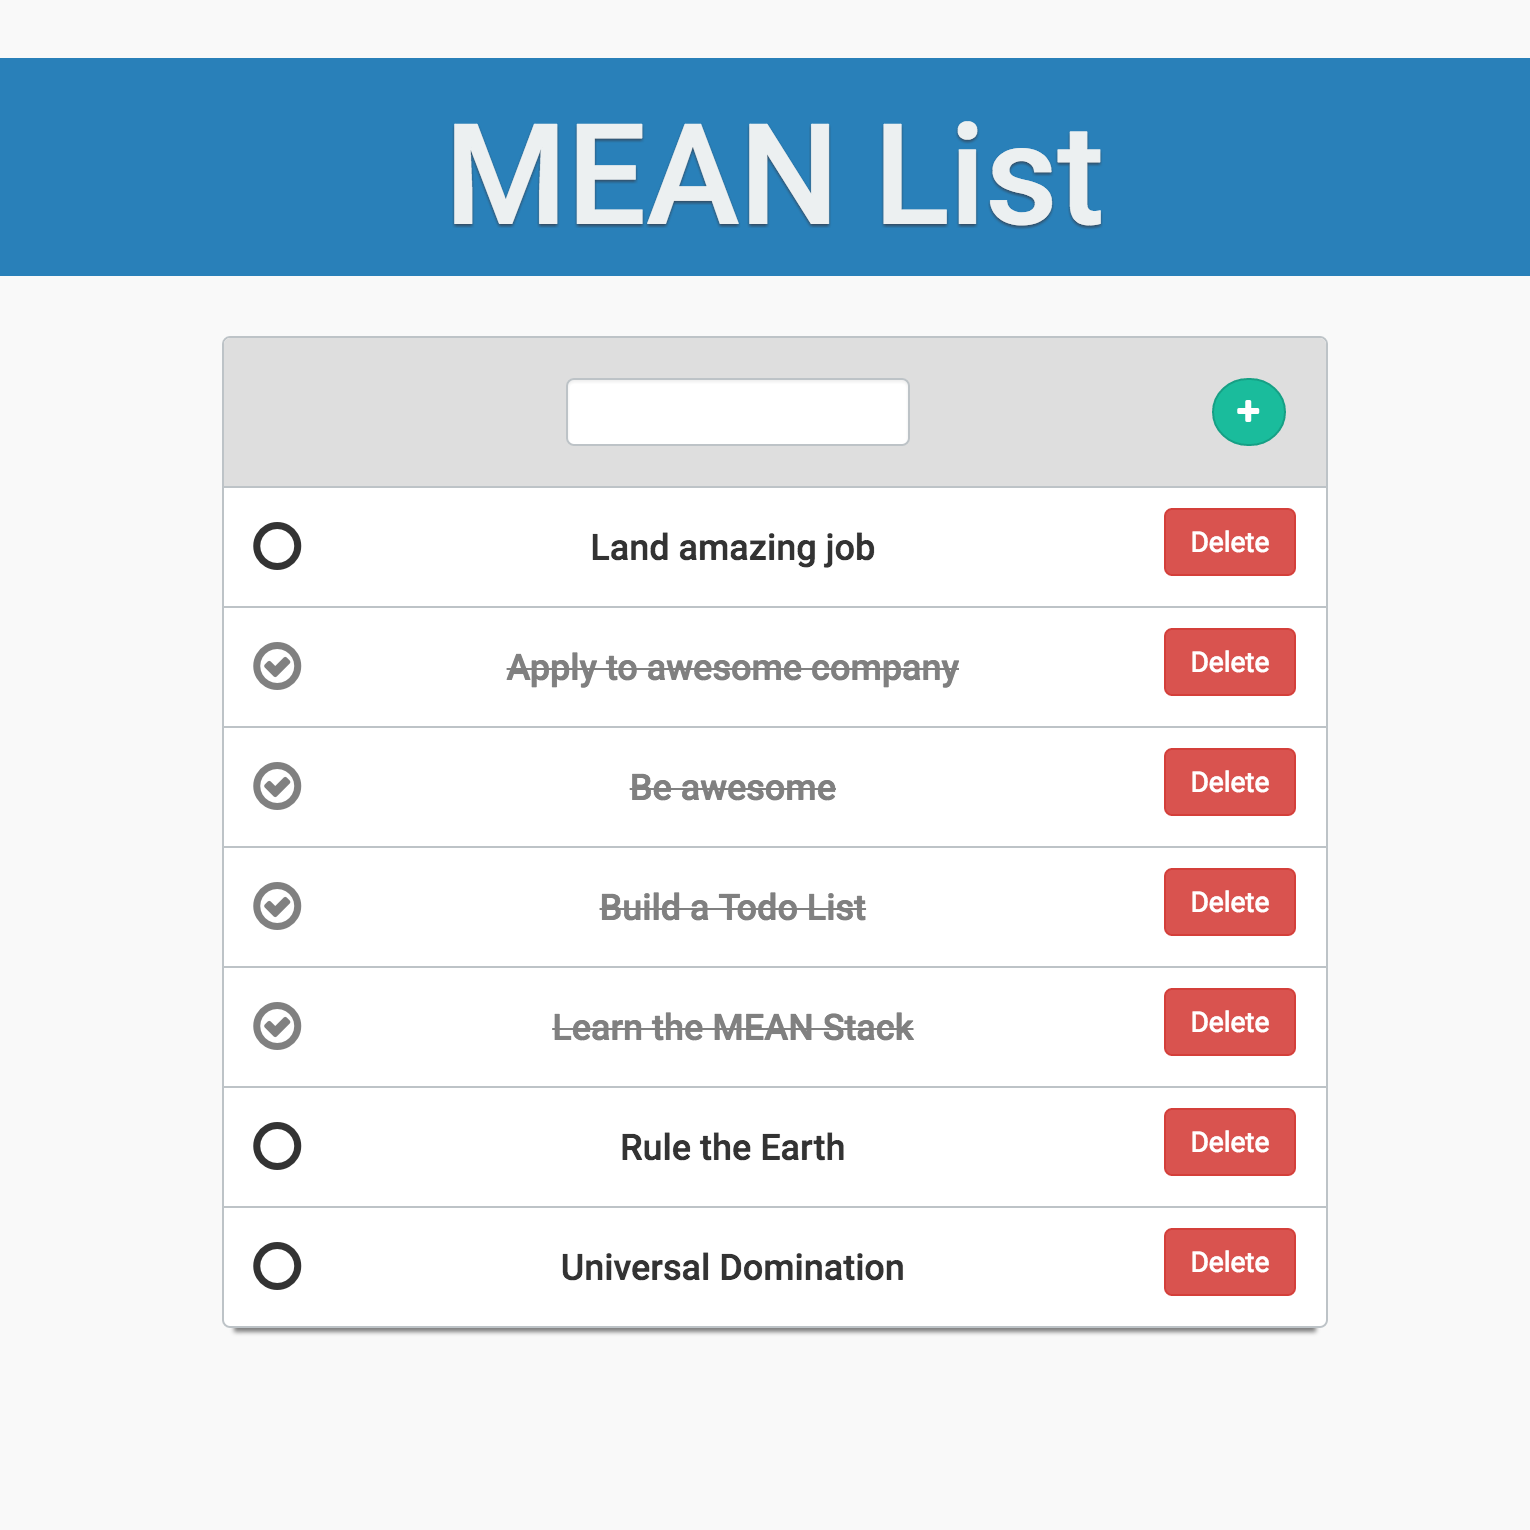 MEAN List
Land amazing job
Delete
Apply to awesome company
Delete
Be awesome
Delete
Build a Todo List
Delete
Learn the MEAN Stack
Delete
Rule the Earth
Delete
Universal Domination
Delete